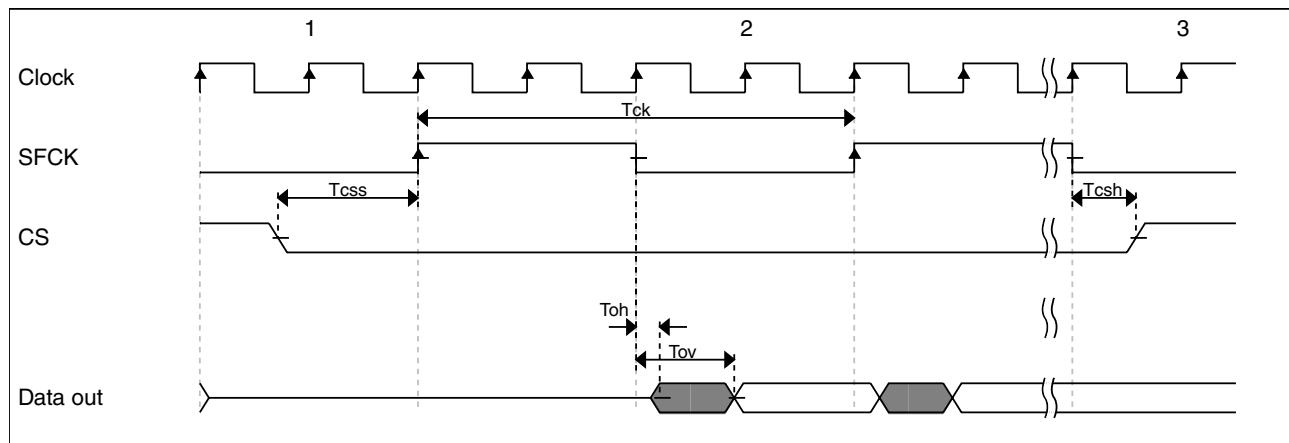 1 2 3
Clock
Tck
SFCK
Tcss Tcsh
CS
Toh
Tov
Data out